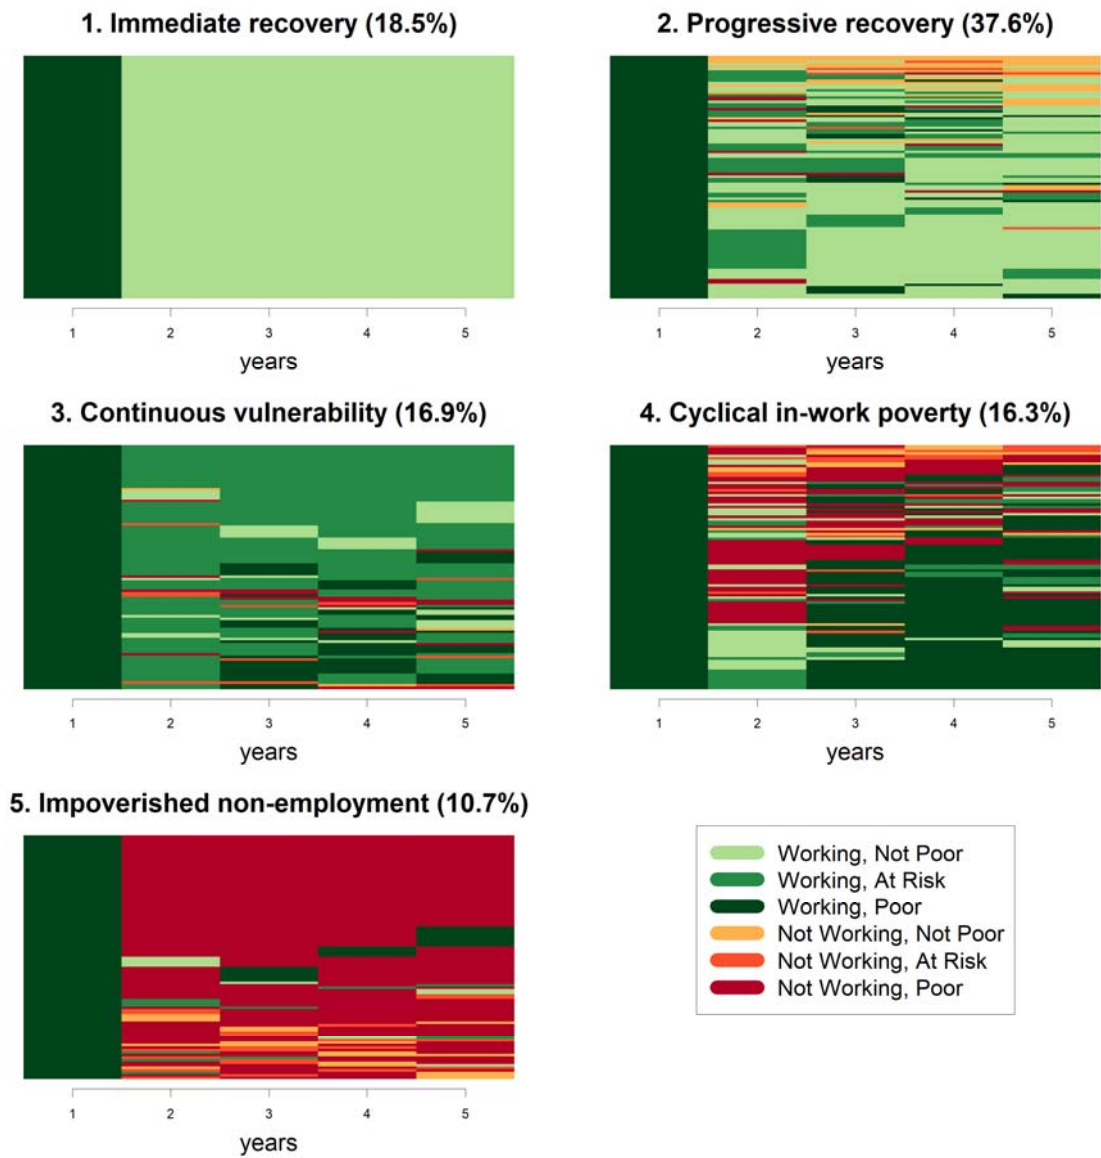 1. Immediate recovery (18.5%)
1 2 3 4 5
years
2. Progressive recovery (37.6%)
1 2 3 4 5
years
3. Continuous vulnerability (16.9%)
1 2 3 4 5
years
4. Cyclical in-work poverty (16.3%)
1 2 3 4 5
years
5. Impoverished non-employment (10.7%)
1 2 3 4 5
years
Working, Not Poor
Working, At Risk
Working, Poor
Not Working, Not Poor
Not Working, At Risk
Not Working, Poor